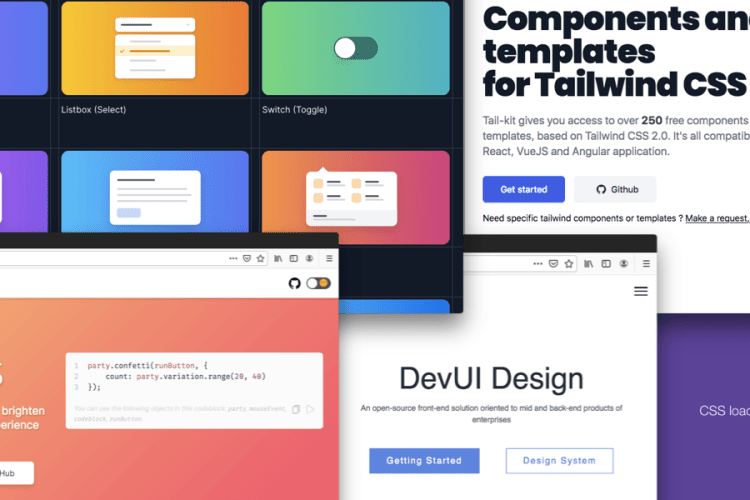 Listbox (Select)
Switch (Toggle)
Components and
templates
for Tailwind CSS
Tail-kit gives you access to over 250 free components
templates, based on Tailwind CSS 2.0. It's all compatib
React, VueJS and Angular application.
Get started
Github
Need specific tailwind components or templates ? Make a request.
S
brighten
perience
Hub
1 party.confetti(runButton, {
2 count: party.variation.range(20, 40)
3 });
You can use the following objects in this codeblock: party, mouseEvent,
codeblock, runButton.
DevUI Design
An open-source front-end solution oriented to mid and back-end products of
enterprises
Getting Started
Design System
CSS load